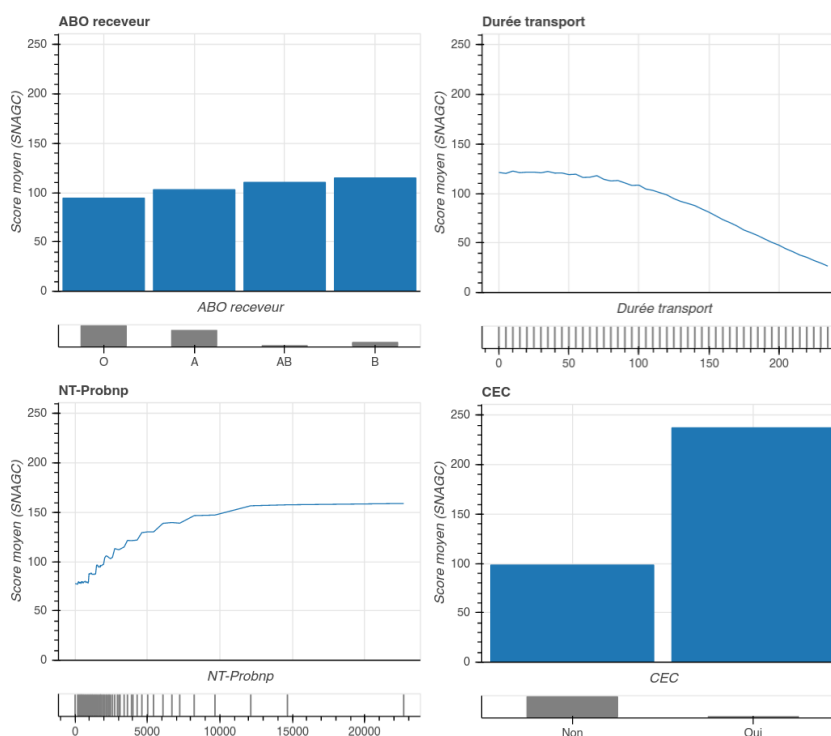 ABO receveur
250
200
150
100
50
0
Score moyen (SNAGC)
ABO receveur
O A AB B
Durée transport
250
200
150
100
50
0
Score moyen (SNAGC)
Durée transport
0 50 100 150 200
NT-Probnp
250
200
150
100
50
0
Score moyen (SNAGC)
NT-Probnp
0 5000 10000 15000 20000
CEC
250
200
150
100
50
0
Score moyen (SNAGC)
CEC
Non Oui